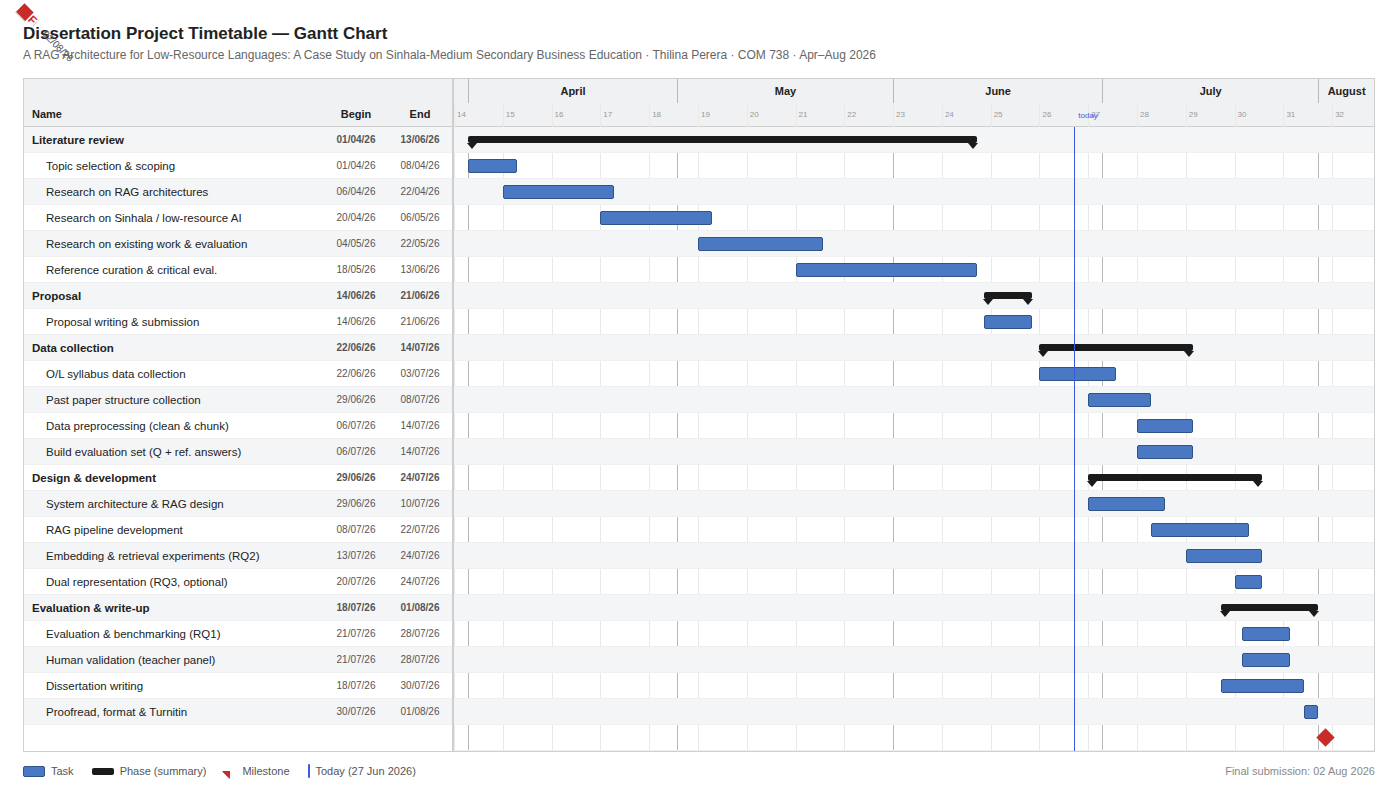 Dissertation Project Timetable — Gantt Chart
A RAG Architecture for Low-Resource Languages: A Case Study on Sinhala-Medium Secondary Business Education · Thilina Perera · COM 738 · Apr–Aug 2026
April May June July August
Name Begin End 14 15 16 17 18 19 20 21 22 23 24 25 26 today 27 28 29 30 31 32
Literature review 01/04/26 13/06/26
Topic selection & scoping 01/04/26 08/04/26
Research on RAG architectures 06/04/26 22/04/26
Research on Sinhala / low-resource AI 20/04/26 06/05/26
Research on existing work & evaluation 04/05/26 22/05/26
Reference curation & critical eval. 18/05/26 13/06/26
Proposal 14/06/26 21/06/26
Proposal writing & submission 14/06/26 21/06/26
Data collection 22/06/26 14/07/26
O/L syllabus data collection 22/06/26 03/07/26
Past paper structure collection 29/06/26 08/07/26
Data preprocessing (clean & chunk) 06/07/26 14/07/26
Build evaluation set (Q + ref. answers) 06/07/26 14/07/26
Design & development 29/06/26 24/07/26
System architecture & RAG design 29/06/26 10/07/26
RAG pipeline development 08/07/26 22/07/26
Embedding & retrieval experiments (RQ2) 13/07/26 24/07/26
Dual representation (RQ3, optional) 20/07/26 24/07/26
Evaluation & write-up 18/07/26 01/08/26
Evaluation & benchmarking (RQ1) 21/07/26 28/07/26
Human validation (teacher panel) 21/07/26 28/07/26
Dissertation writing 18/07/26 30/07/26
Proofread, format & Turnitin 30/07/26 01/08/26
Task Phase (summary) Milestone Today (27 Jun 2026) Final submission: 02 Aug 2026